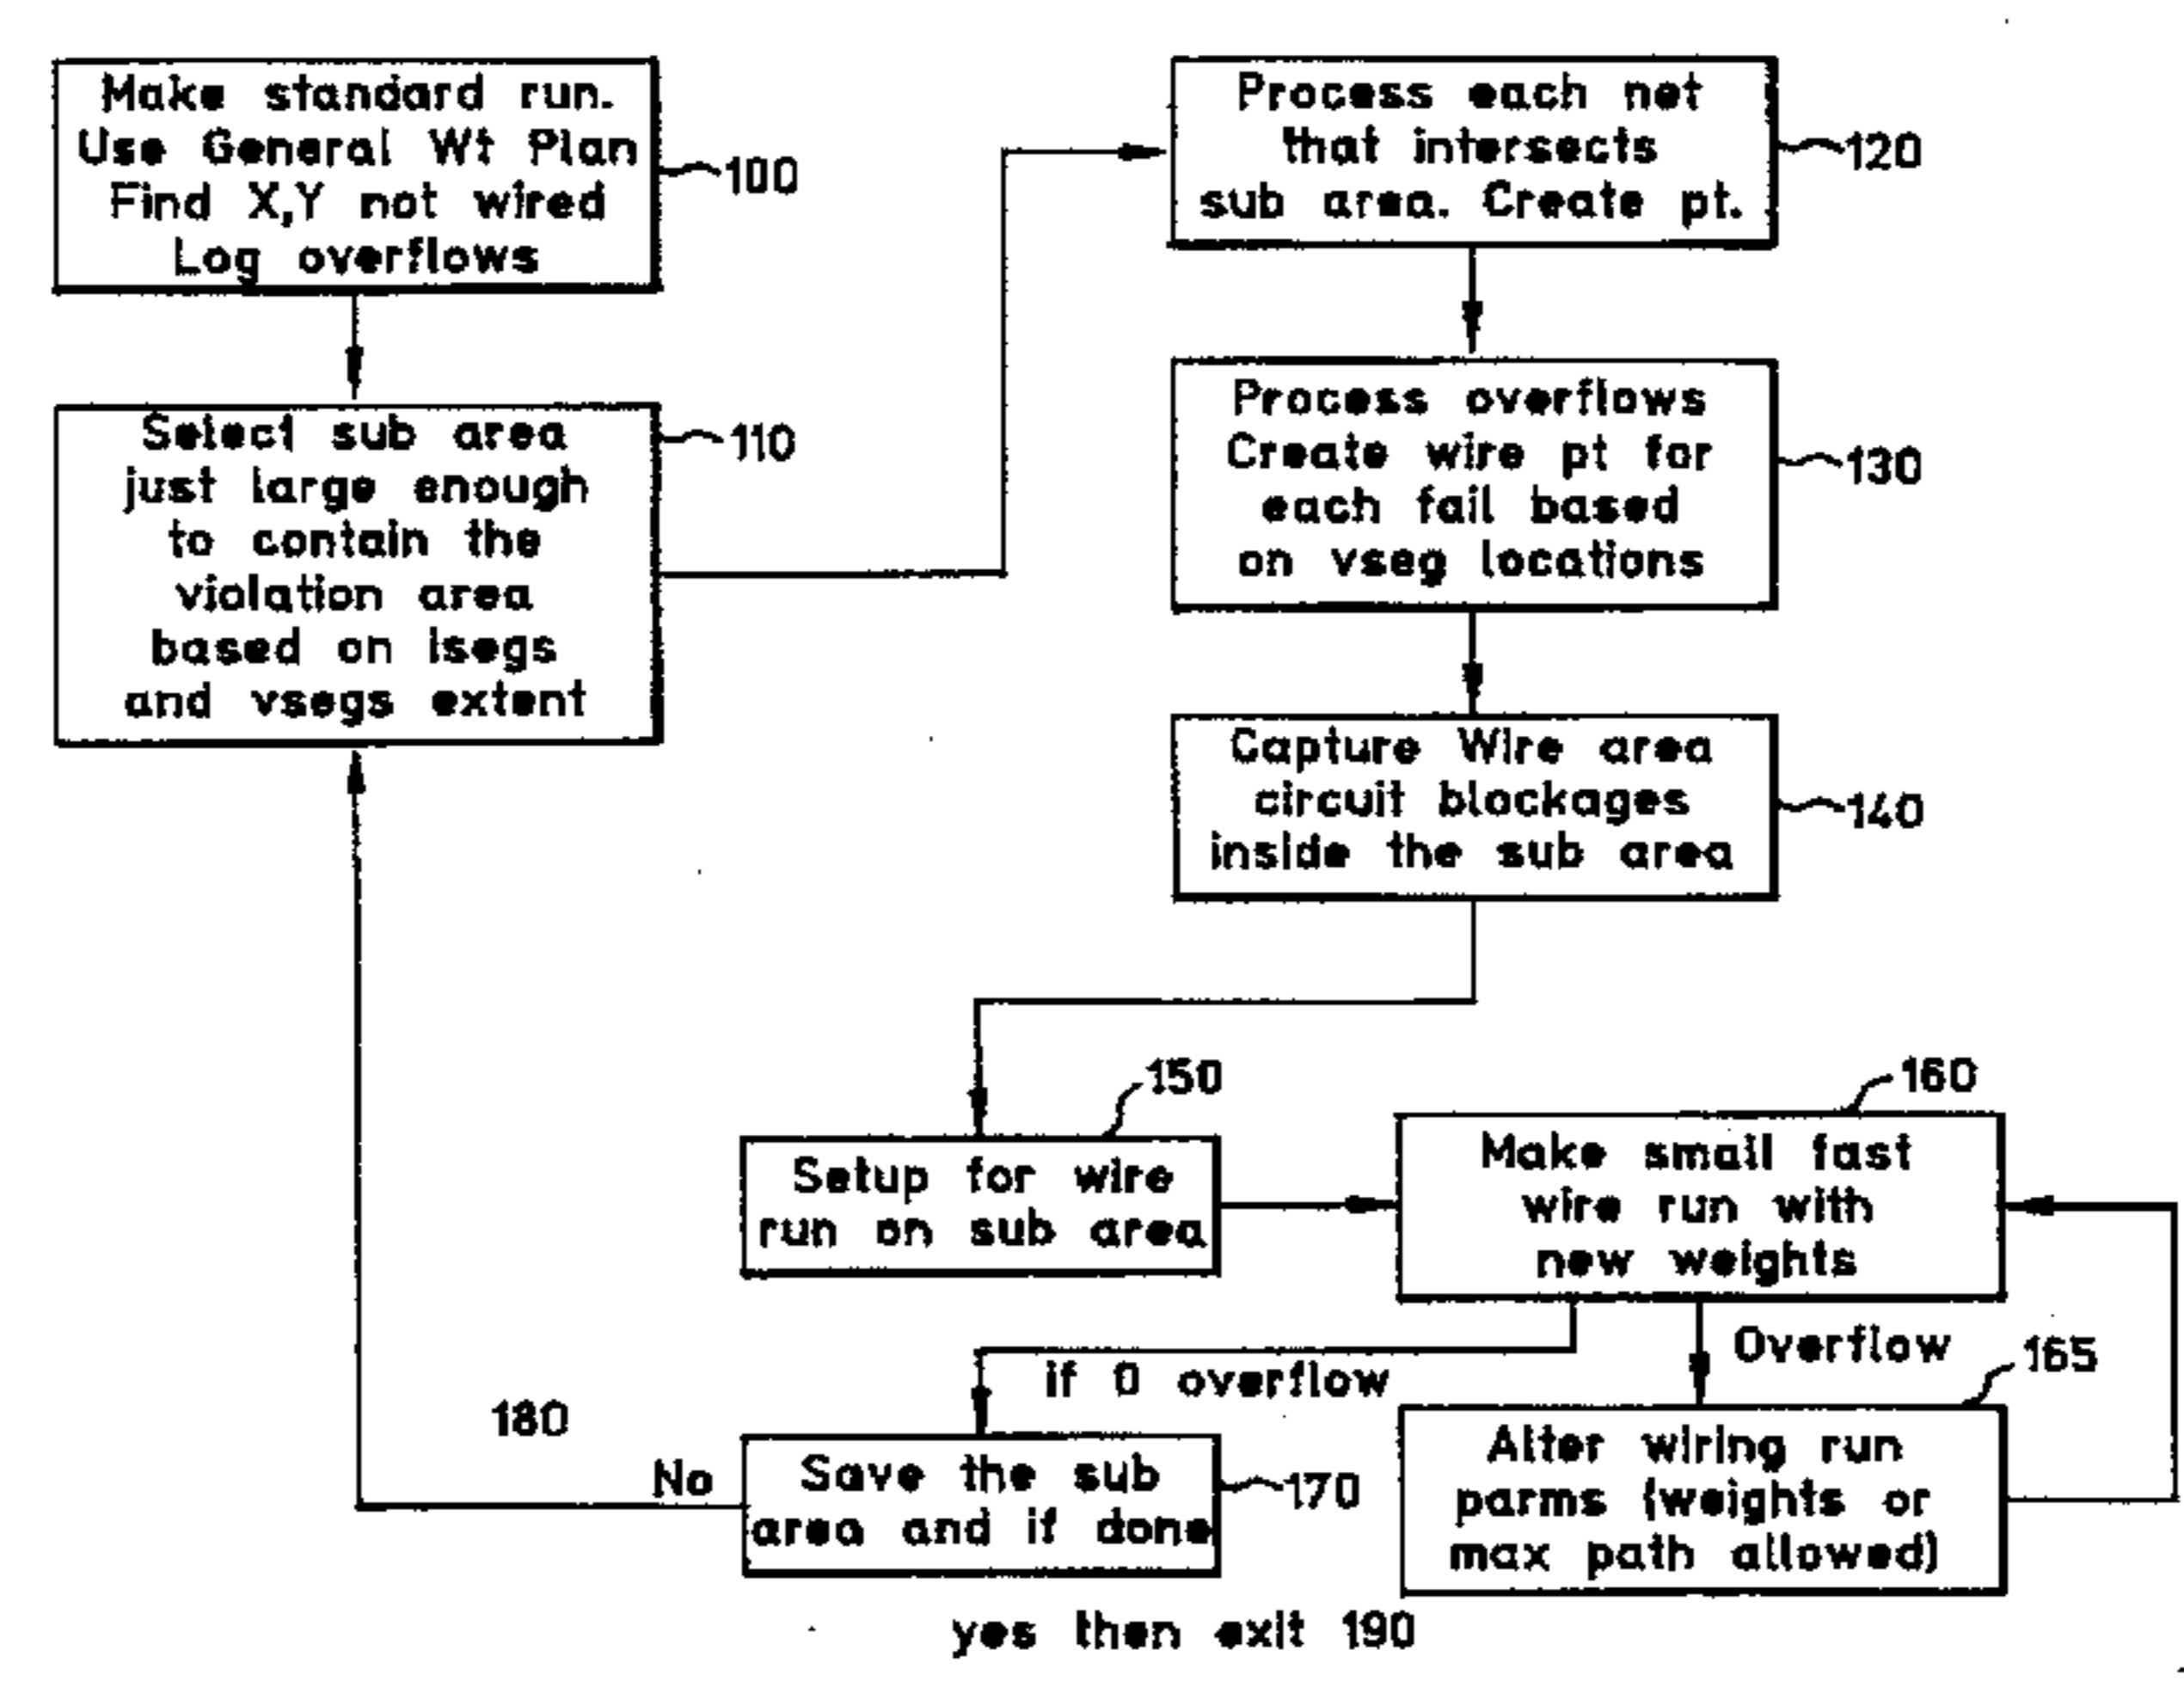 Make standard run.
Use General Wt Plan
Find X,Y not wired
Log overflows
100
Select sub area
just large enough
to contain the
violation area
based on lsegs
and vsegs extent
110
Process each net
that intersects
sub area. Create pt.
120
Process overflows
Create wire pt for
each fail based
on vseg locations
130
Capture Wire area
circuit blockages
inside the sub area
140
150
Setup for wire
run on sub area
160
Make small fast
wire run with
new weights
Overflow
165
if 0 overflow
Alter wiring run
parms (weights or
max path allowed)
180
No
Save the sub
area and if done
170
yes then exit 190